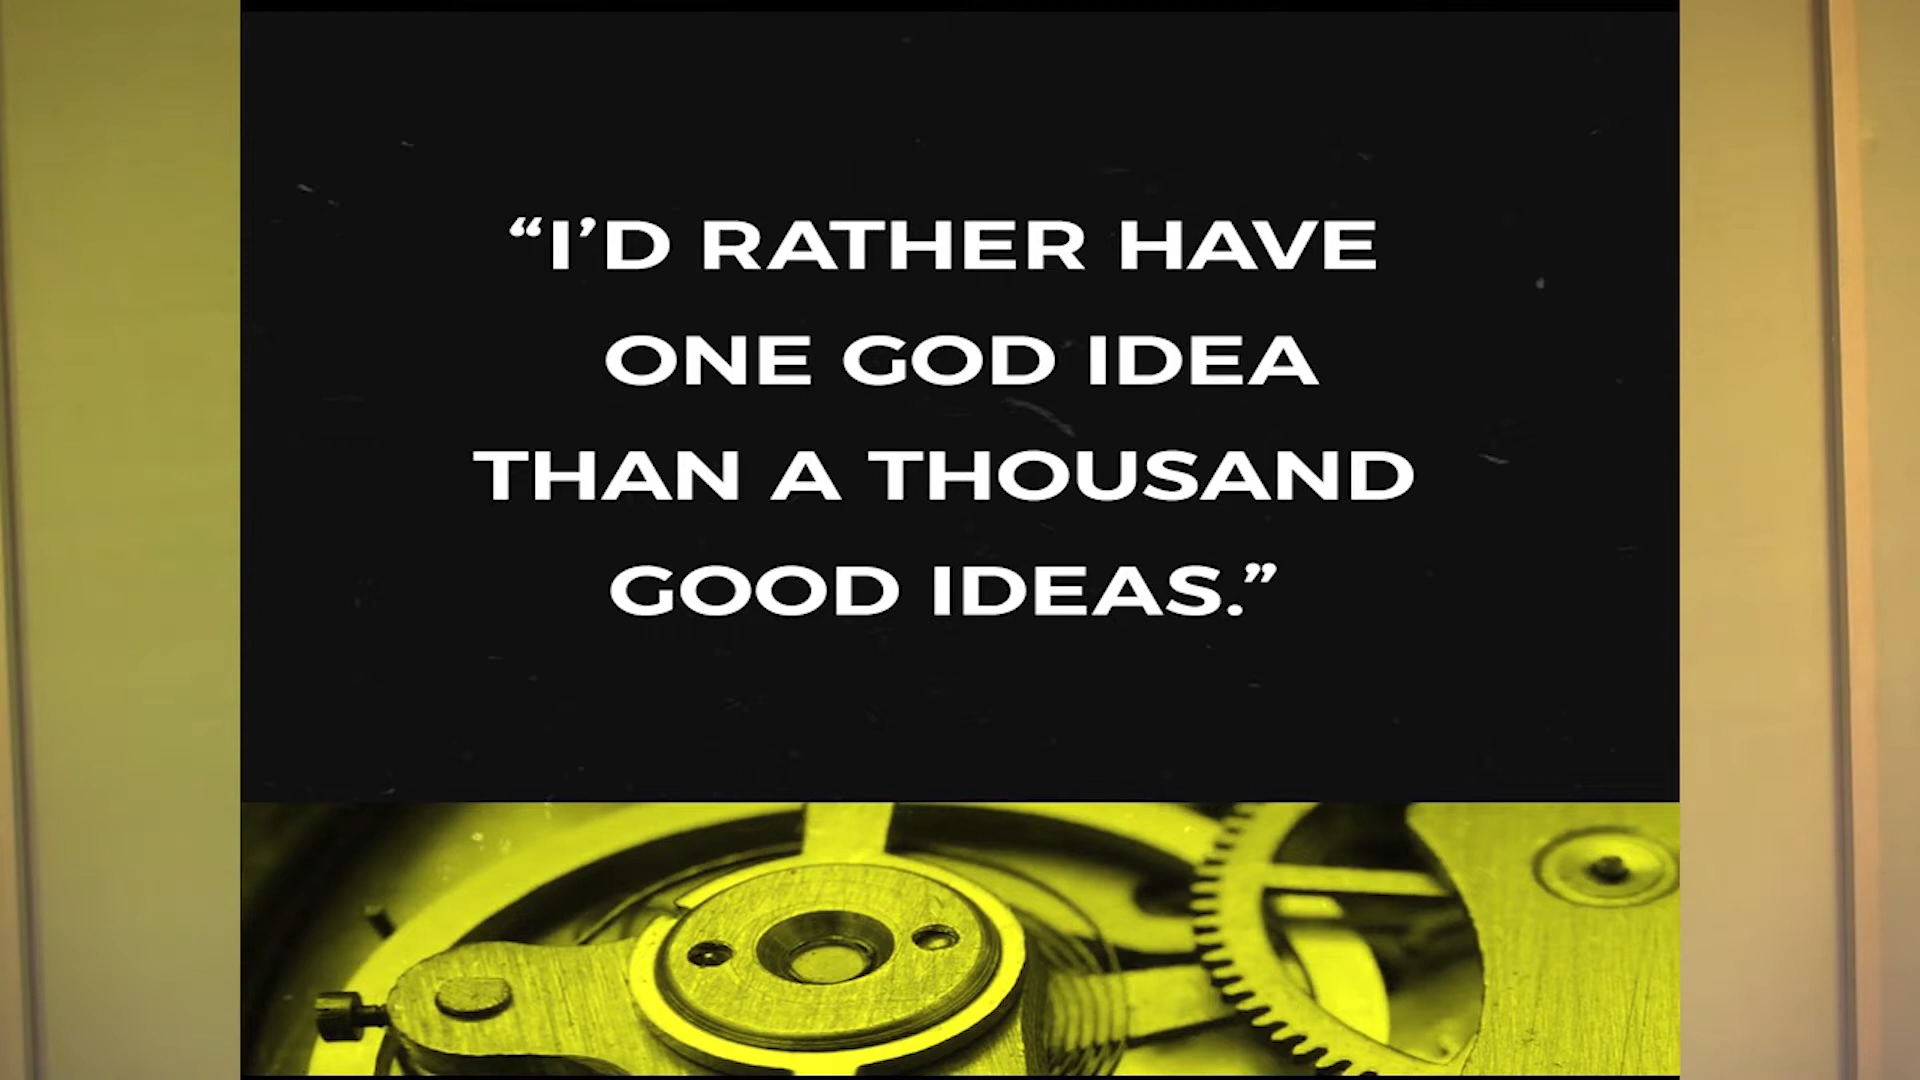 “I’D RATHER HAVE
ONE GOD IDEA
THAN A THOUSAND
GOOD IDEAS.”